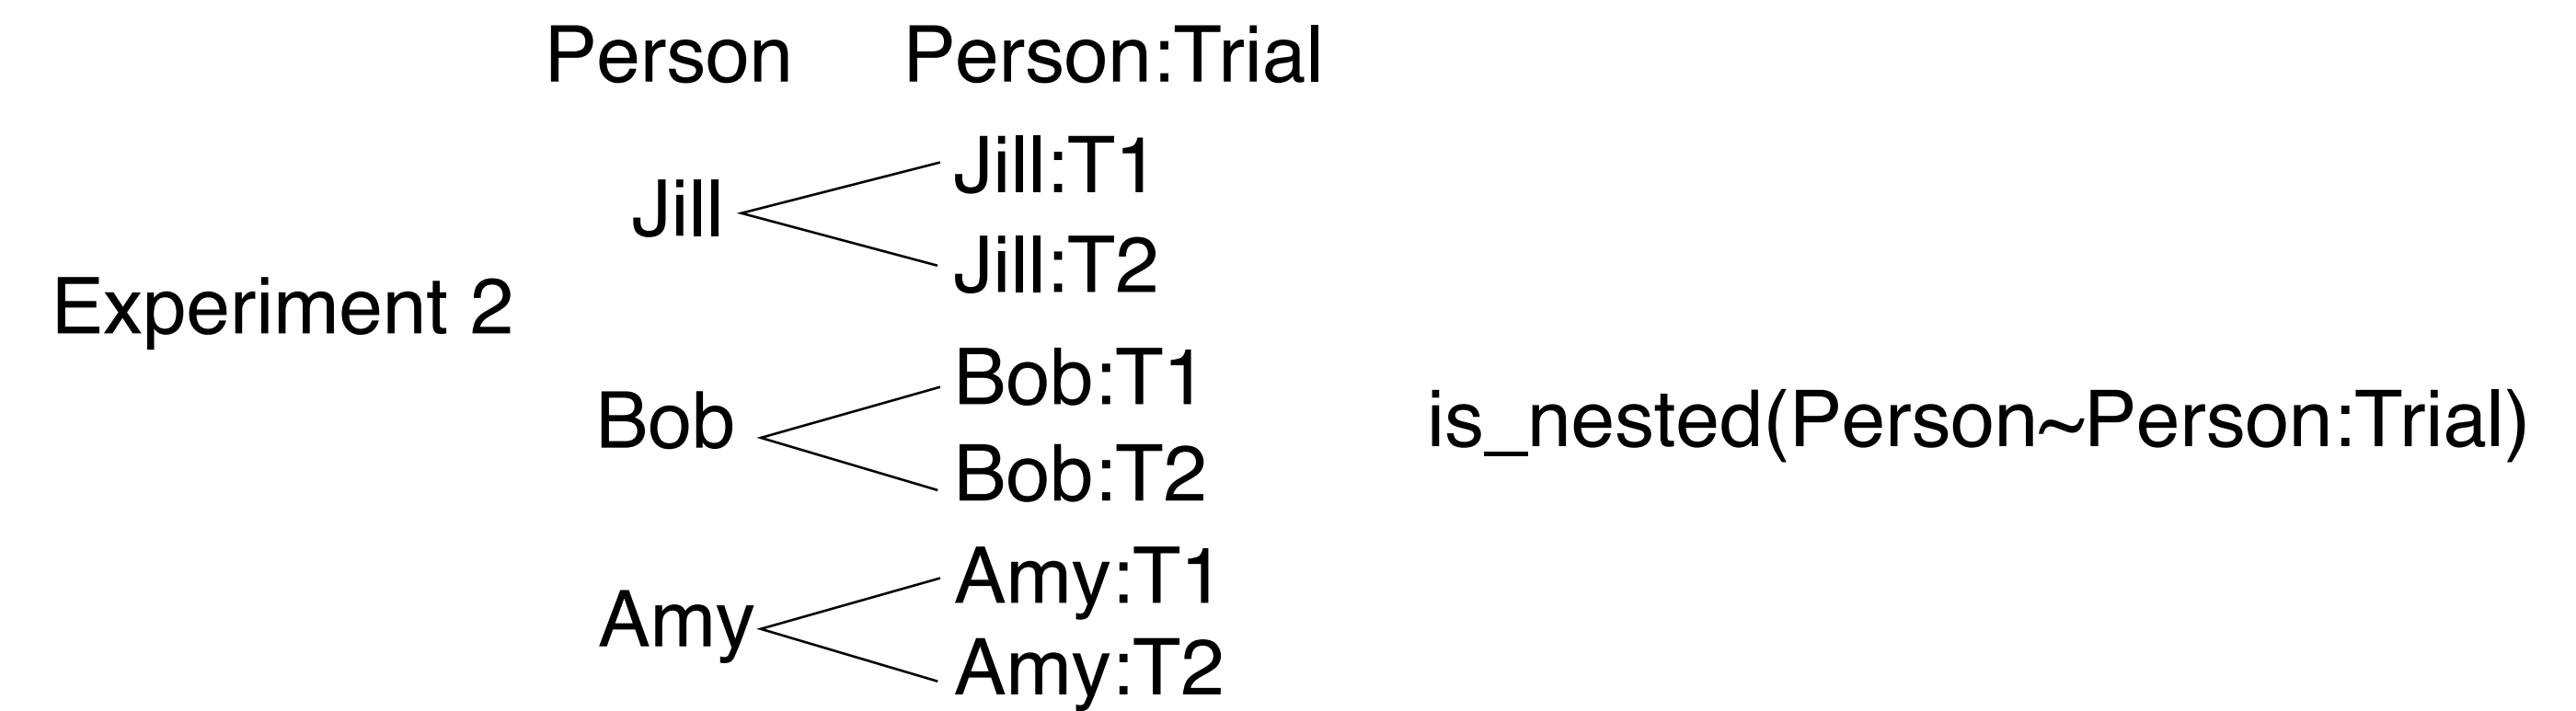 Person Person:Trial
Jill:T1
Jill
Jill:T2
Experiment 2
Bob:T1
Bob is_nested(Person~Person:Trial)
Bob:T2
Amy:T1
Amy
Amy:T2